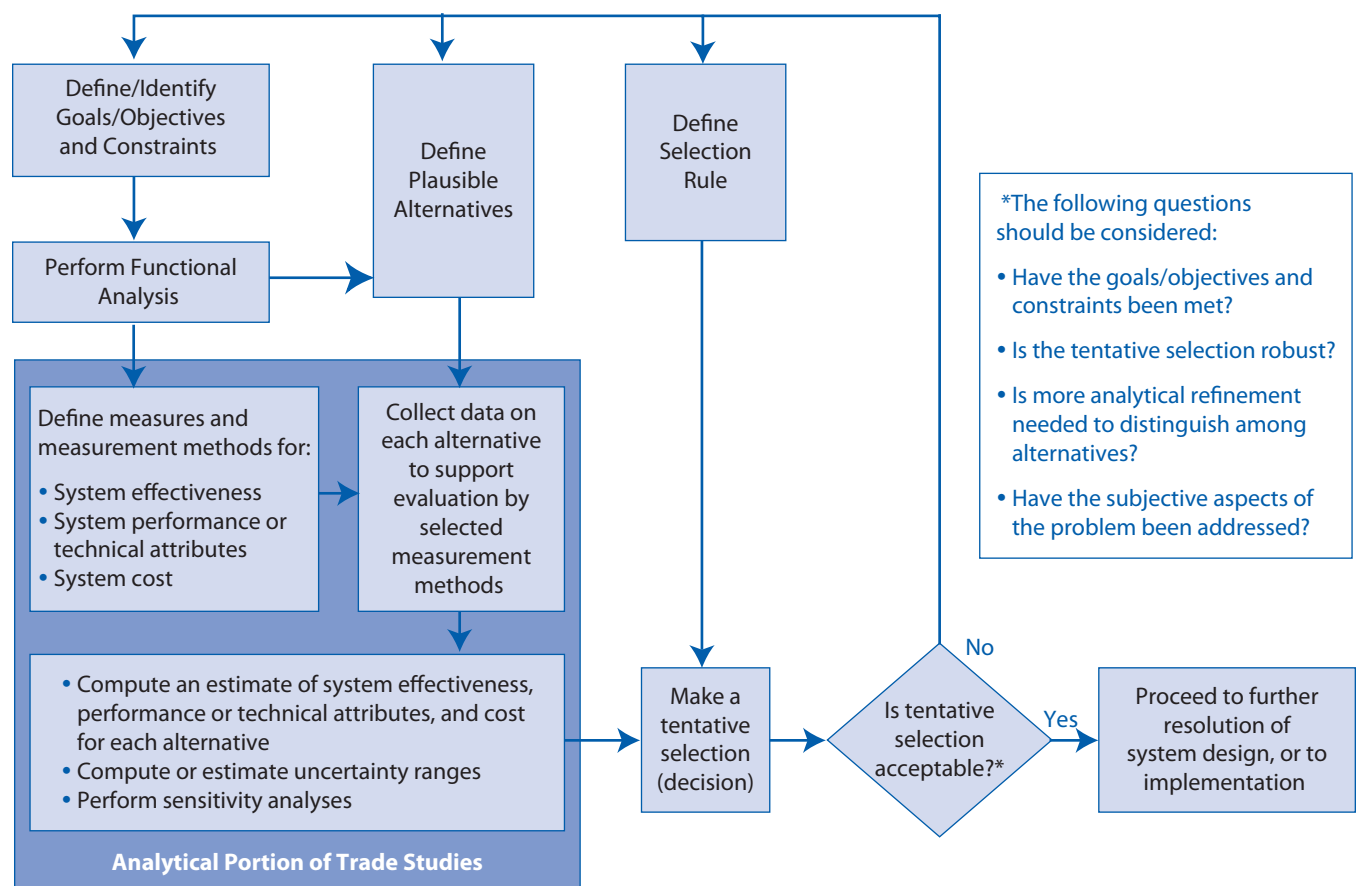 Define/Identify
Goals/Objectives
and Constraints
Define
Plausible
Alternatives
Define
Selection
Rule
Perform Functional
Analysis
*The following questions
should be considered:
• Have the goals/objectives and
constraints been met?
• Is the tentative selection robust?
• Is more analytical refinement
needed to distinguish among
alternatives?
• Have the subjective aspects of
the problem been addressed?
Define measures and
measurement methods for:
• System effectiveness
• System performance or
technical attributes
• System cost
Collect data on
each alternative
to support
evaluation by
selected
measurement
methods
• Compute an estimate of system effectiveness,
performance or technical attributes, and cost
for each alternative
• Compute or estimate uncertainty ranges
• Perform sensitivity analyses
Analytical Portion of Trade Studies
Make a
tentative
selection
(decision)
Is tentative
selection
acceptable?*
No
Yes
Proceed to further
resolution of
system design, or to
implementation